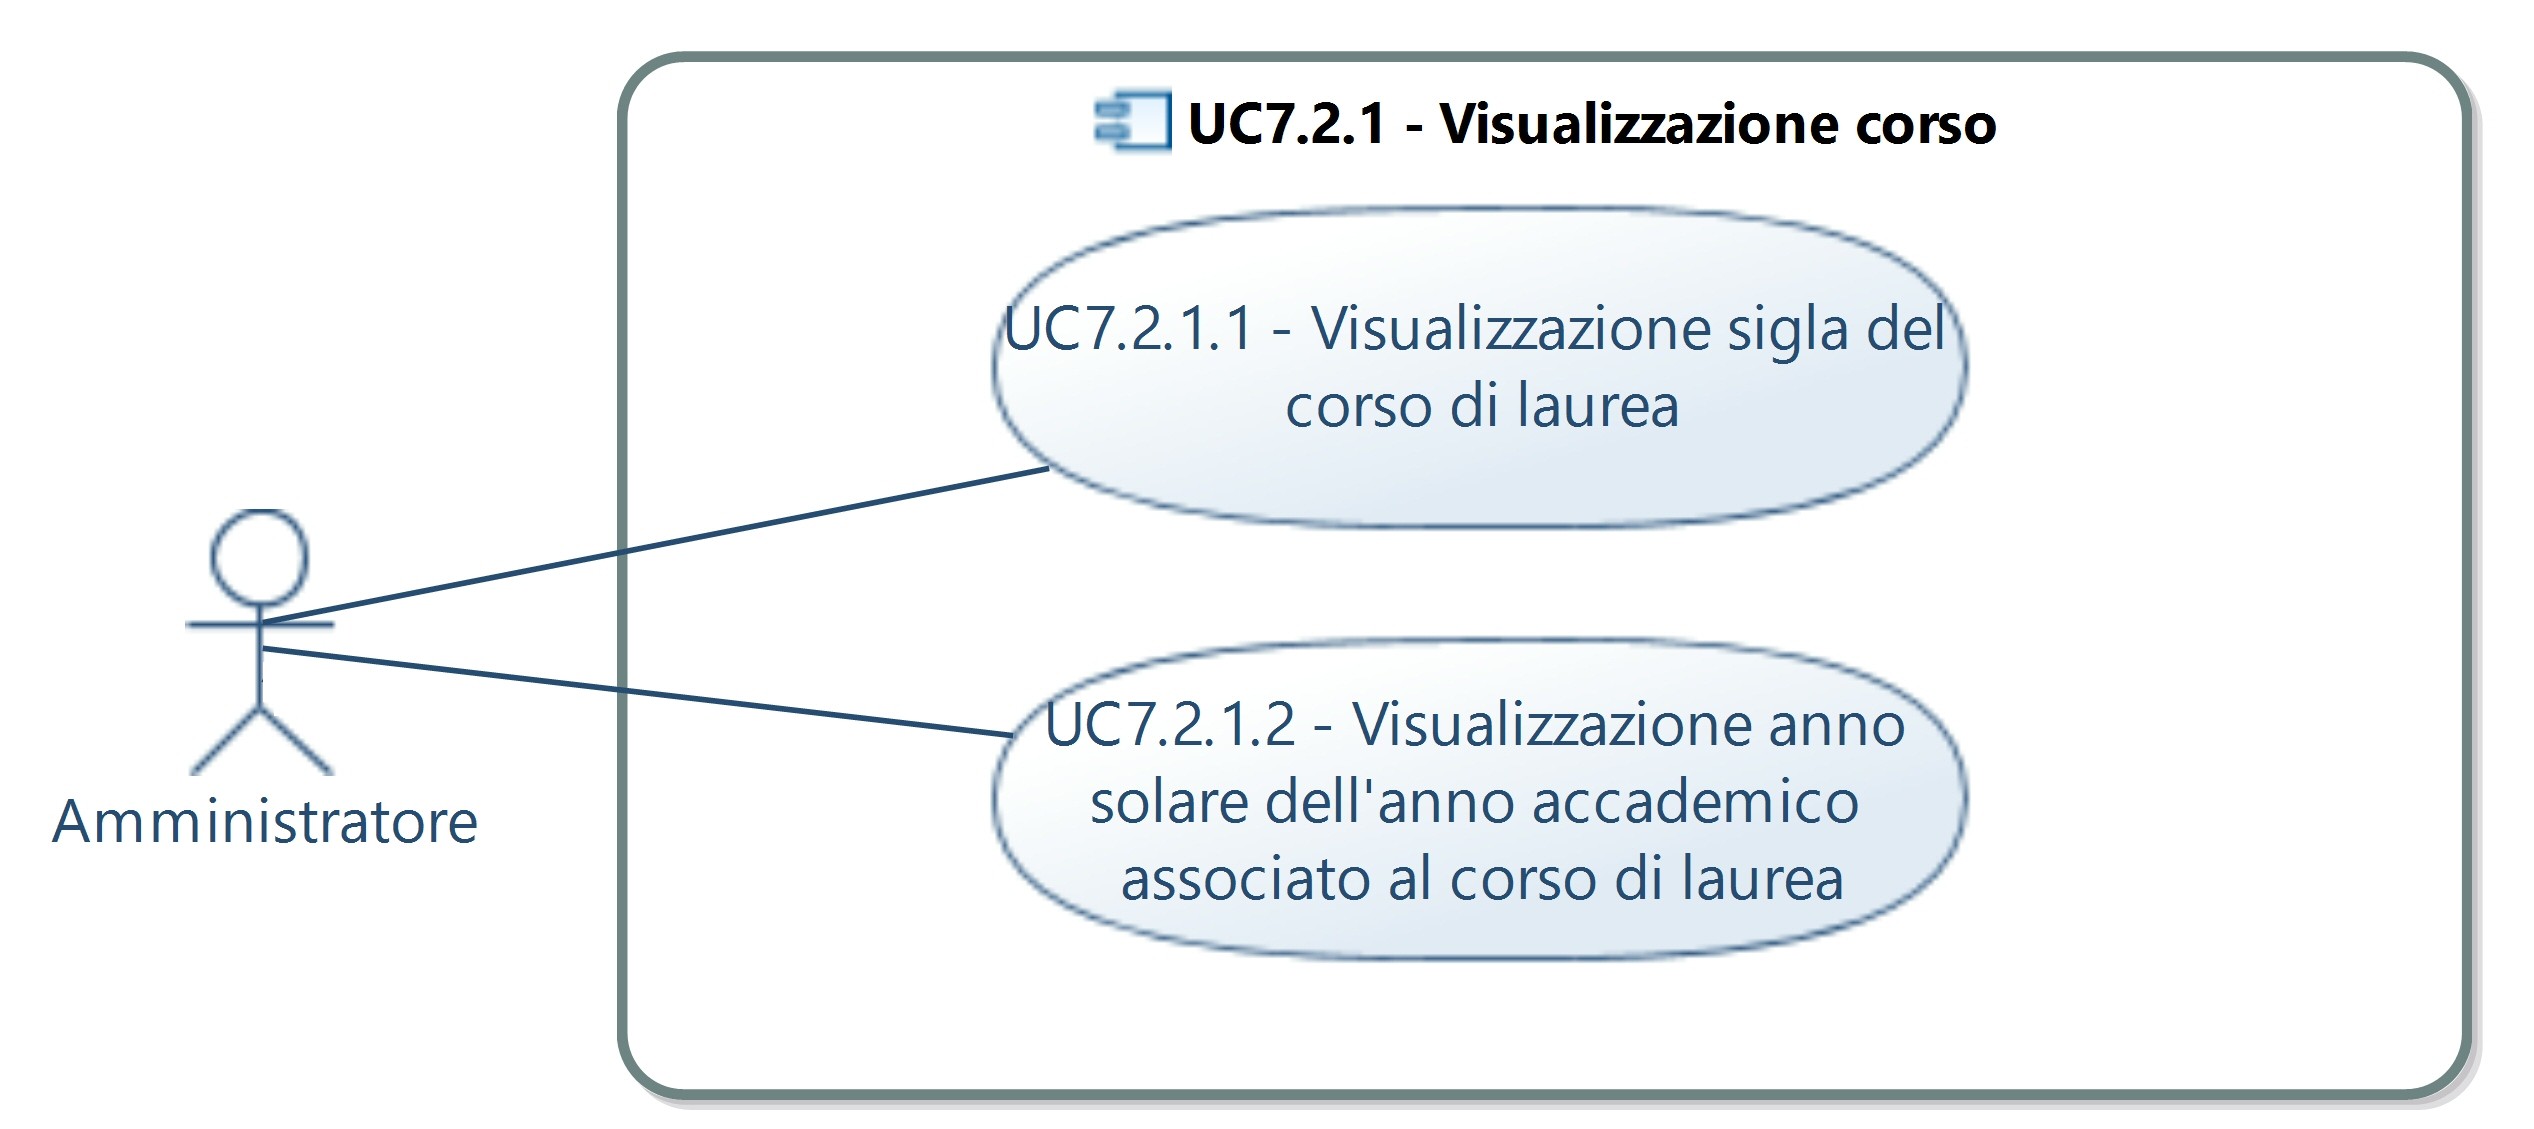 UC7.2.1 - Visualizzazione corso
UC7.2.1.1 - Visualizzazione sigla del
corso di laurea
UC7.2.1.2 - Visualizzazione anno
solare dell'anno accademico
associato al corso di laurea
Amministratore